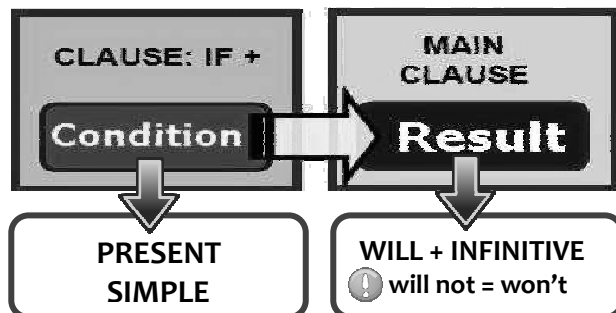 CLAUSE: IF +
Condition
PRESENT
SIMPLE
MAIN
CLAUSE
Result
WILL + INFINITIVE
! will not = won't